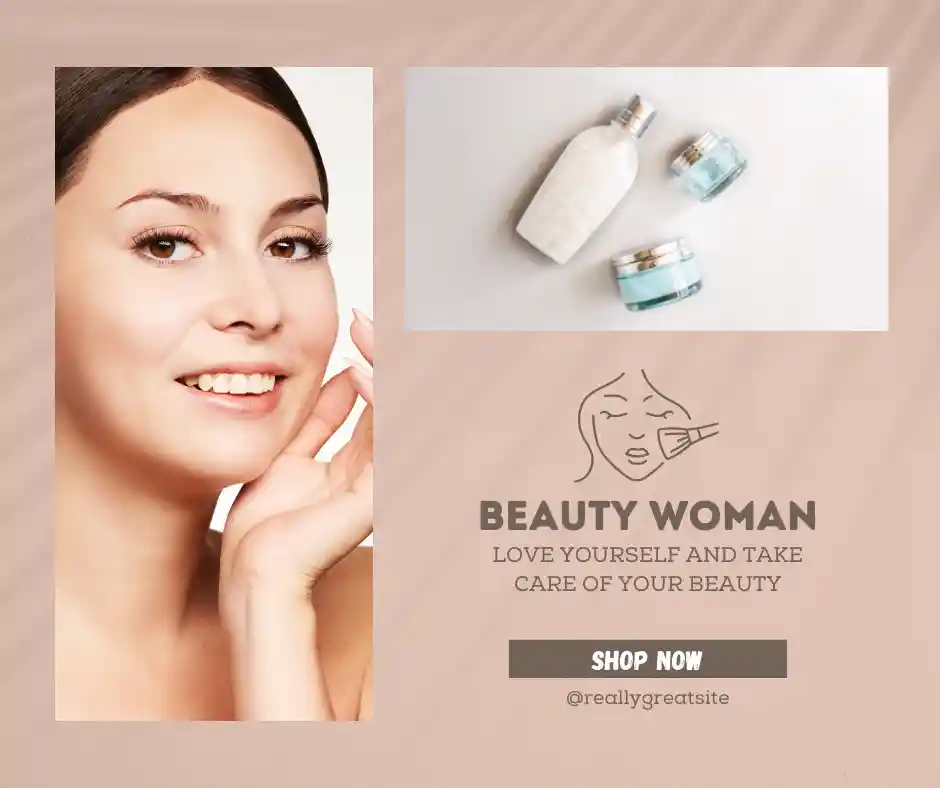 BEAUTY WOMAN
LOVE YOURSELF AND TAKE
CARE OF YOUR BEAUTY
SHOP NOW
@reallygreatsite